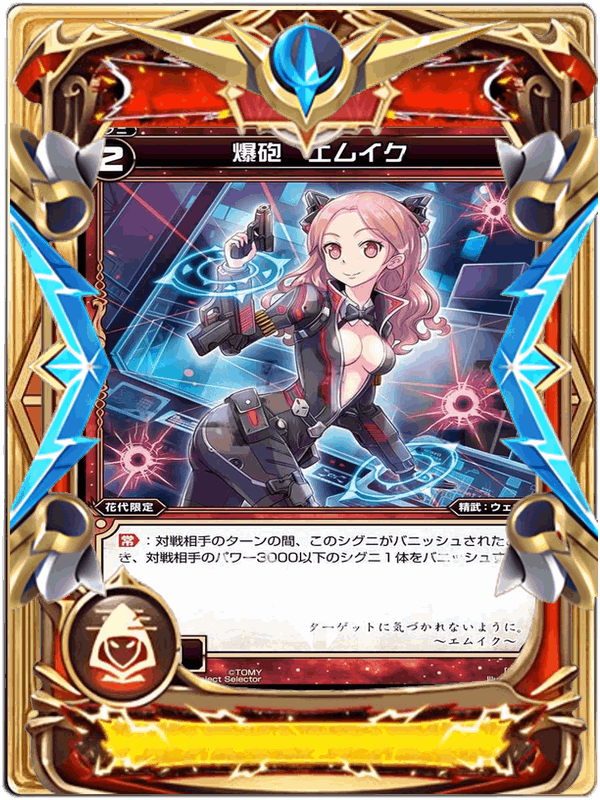 2
爆砲 エムイク
花代限定
精武:ウェ
常:対戦相手のターンの間、このシグニがバニッシュされた
き、対戦相手のパワー3000以下のシグニ1体をバニッシュす
ターゲットに気づかれないように。
~エムイク~
©TOMY
ject Selector